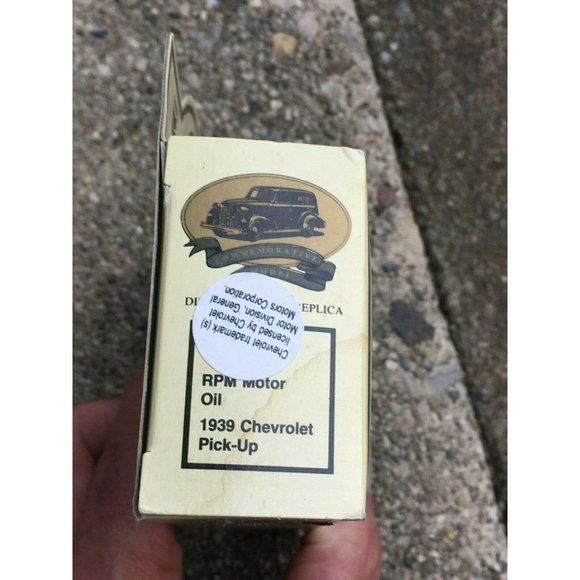 COMMEMORATIVE
MODEL
DI REPLICA
Chevrolet trademark (s)
licensed by Chevrolet
Motor Division, General
Motors Corporation.
RPM Motor
Oil
1939 Chevrolet
Pick-Up